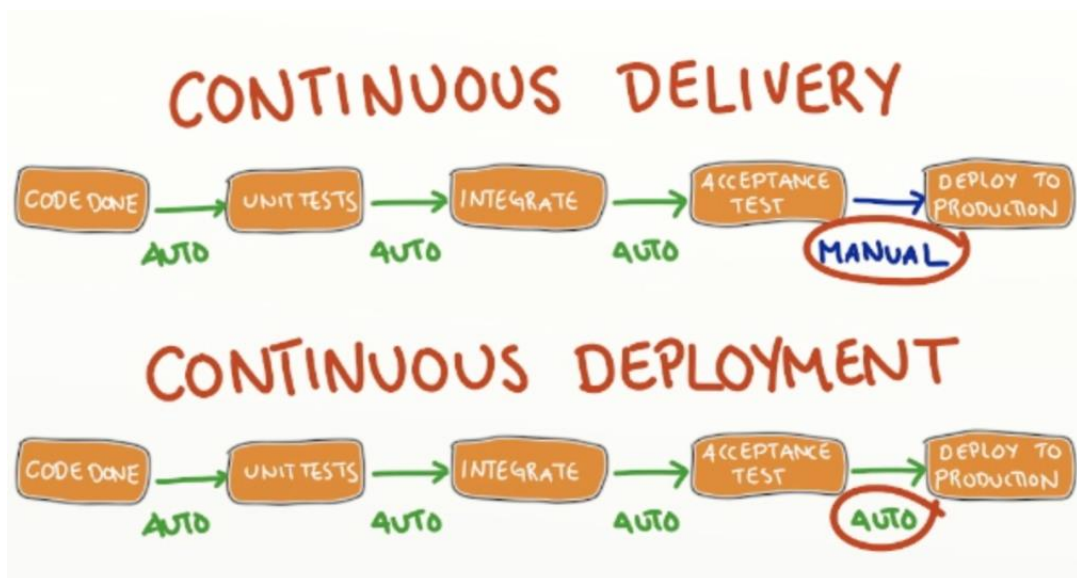 CONTINUOUS DELIVERY
CODE DONE
UNIT TESTS
INTEGRATE
ACCEPTANCE
TEST
DEPLOY TO
PRODUCTION
AUTO
AUTO
AUTO
MANUAL
CONTINUOUS DEPLOYMENT
CODE DONE
UNIT TESTS
INTEGRATE
ACCEPTANCE
TEST
DEPLOY TO
PRODUCTION
AUTO
AUTO
AUTO
AUTO